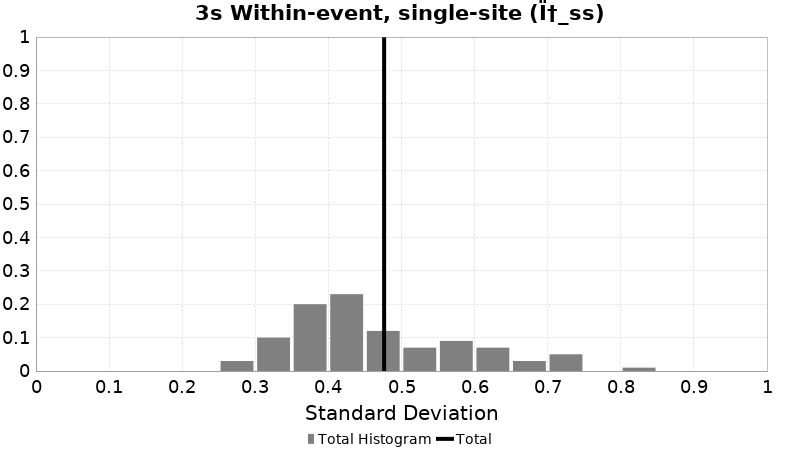 3s Within-event, single-site (Ï†_ss)
1
0.9
0.8
0.7
0.6
0.5
0.4
0.3
0.2
0.1
0
0 0.1 0.2 0.3 0.4 0.5 0.6 0.7 0.8 0.9 1
Standard Deviation
Total Histogram Total